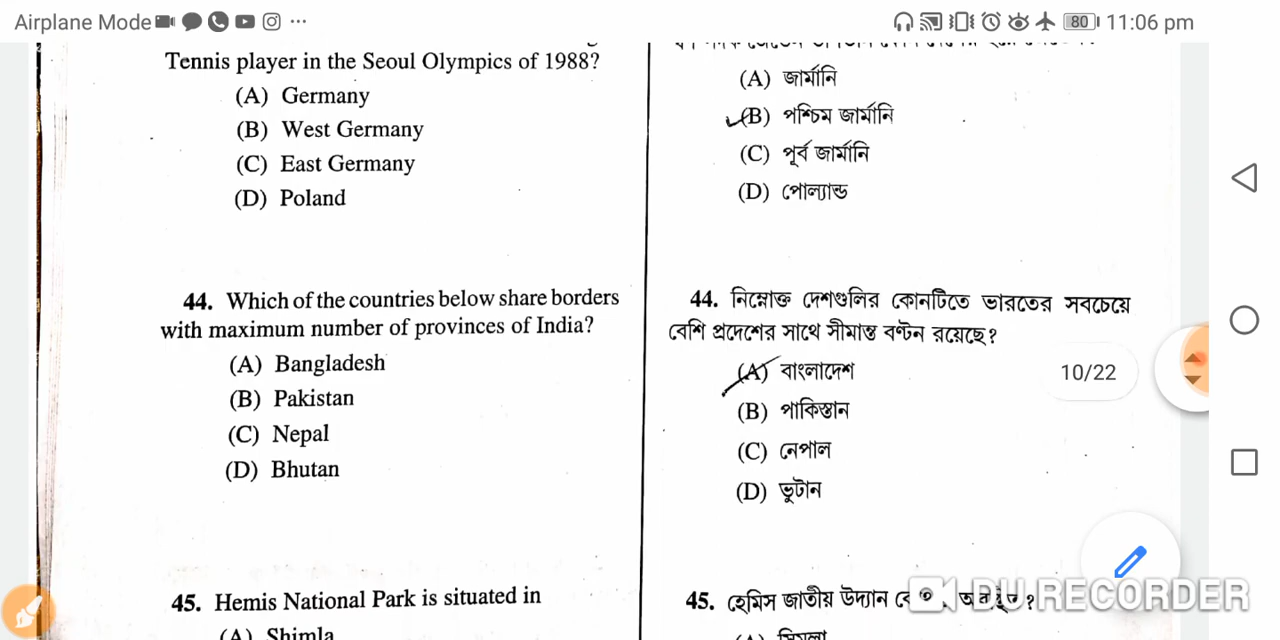 Airplane Mode
80
11:06 pm
Tennis player in the Seoul Olympics of 1988?
(A) Germany
(B) West Germany
(C) East Germany
(D) Poland
44. Which of the countries below share borders
with maximum number of provinces of India?
(A) Bangladesh
(B) Pakistan
(C) Nepal
(D) Bhutan
45. Hemis National Park is situated in
(A) Shimla
(A) জার্মানি
(B) পশ্চিম জার্মানি
(C) পূর্ব জার্মানি
(D) পোল্যান্ড
44. নিম্নোক্ত দেশগুলির কোনটিতে ভারতের সবচেয়ে
বেশি প্রদেশের সাথে সীমান্ত বণ্টন রয়েছে?
(A) বাংলাদেশ
(B) পাকিস্তান
(C) নেপাল
(D) ভুটান
45. হেমিস জাতীয় উদ্যান
(A) সিমলা
10/22
DU RECORDER